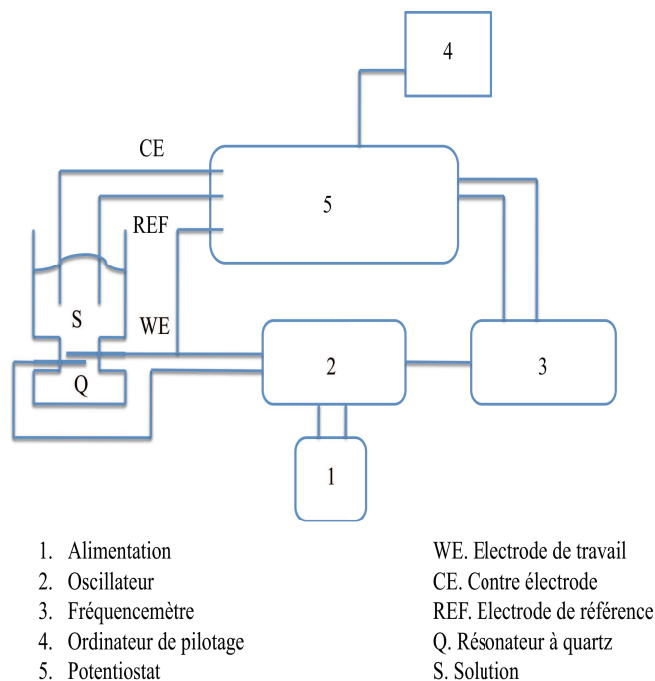 4
CE
5
REF
S
WE
2
3
Q
1
1. Alimentation
2. Oscillateur
3. Fréquencemètre
4. Ordinateur de pilotage
5. Potentiostat
WE. Electrode de travail
CE. Contre électrode
REF. Electrode de référence
Q. Résonateur à quartz
S. Solution